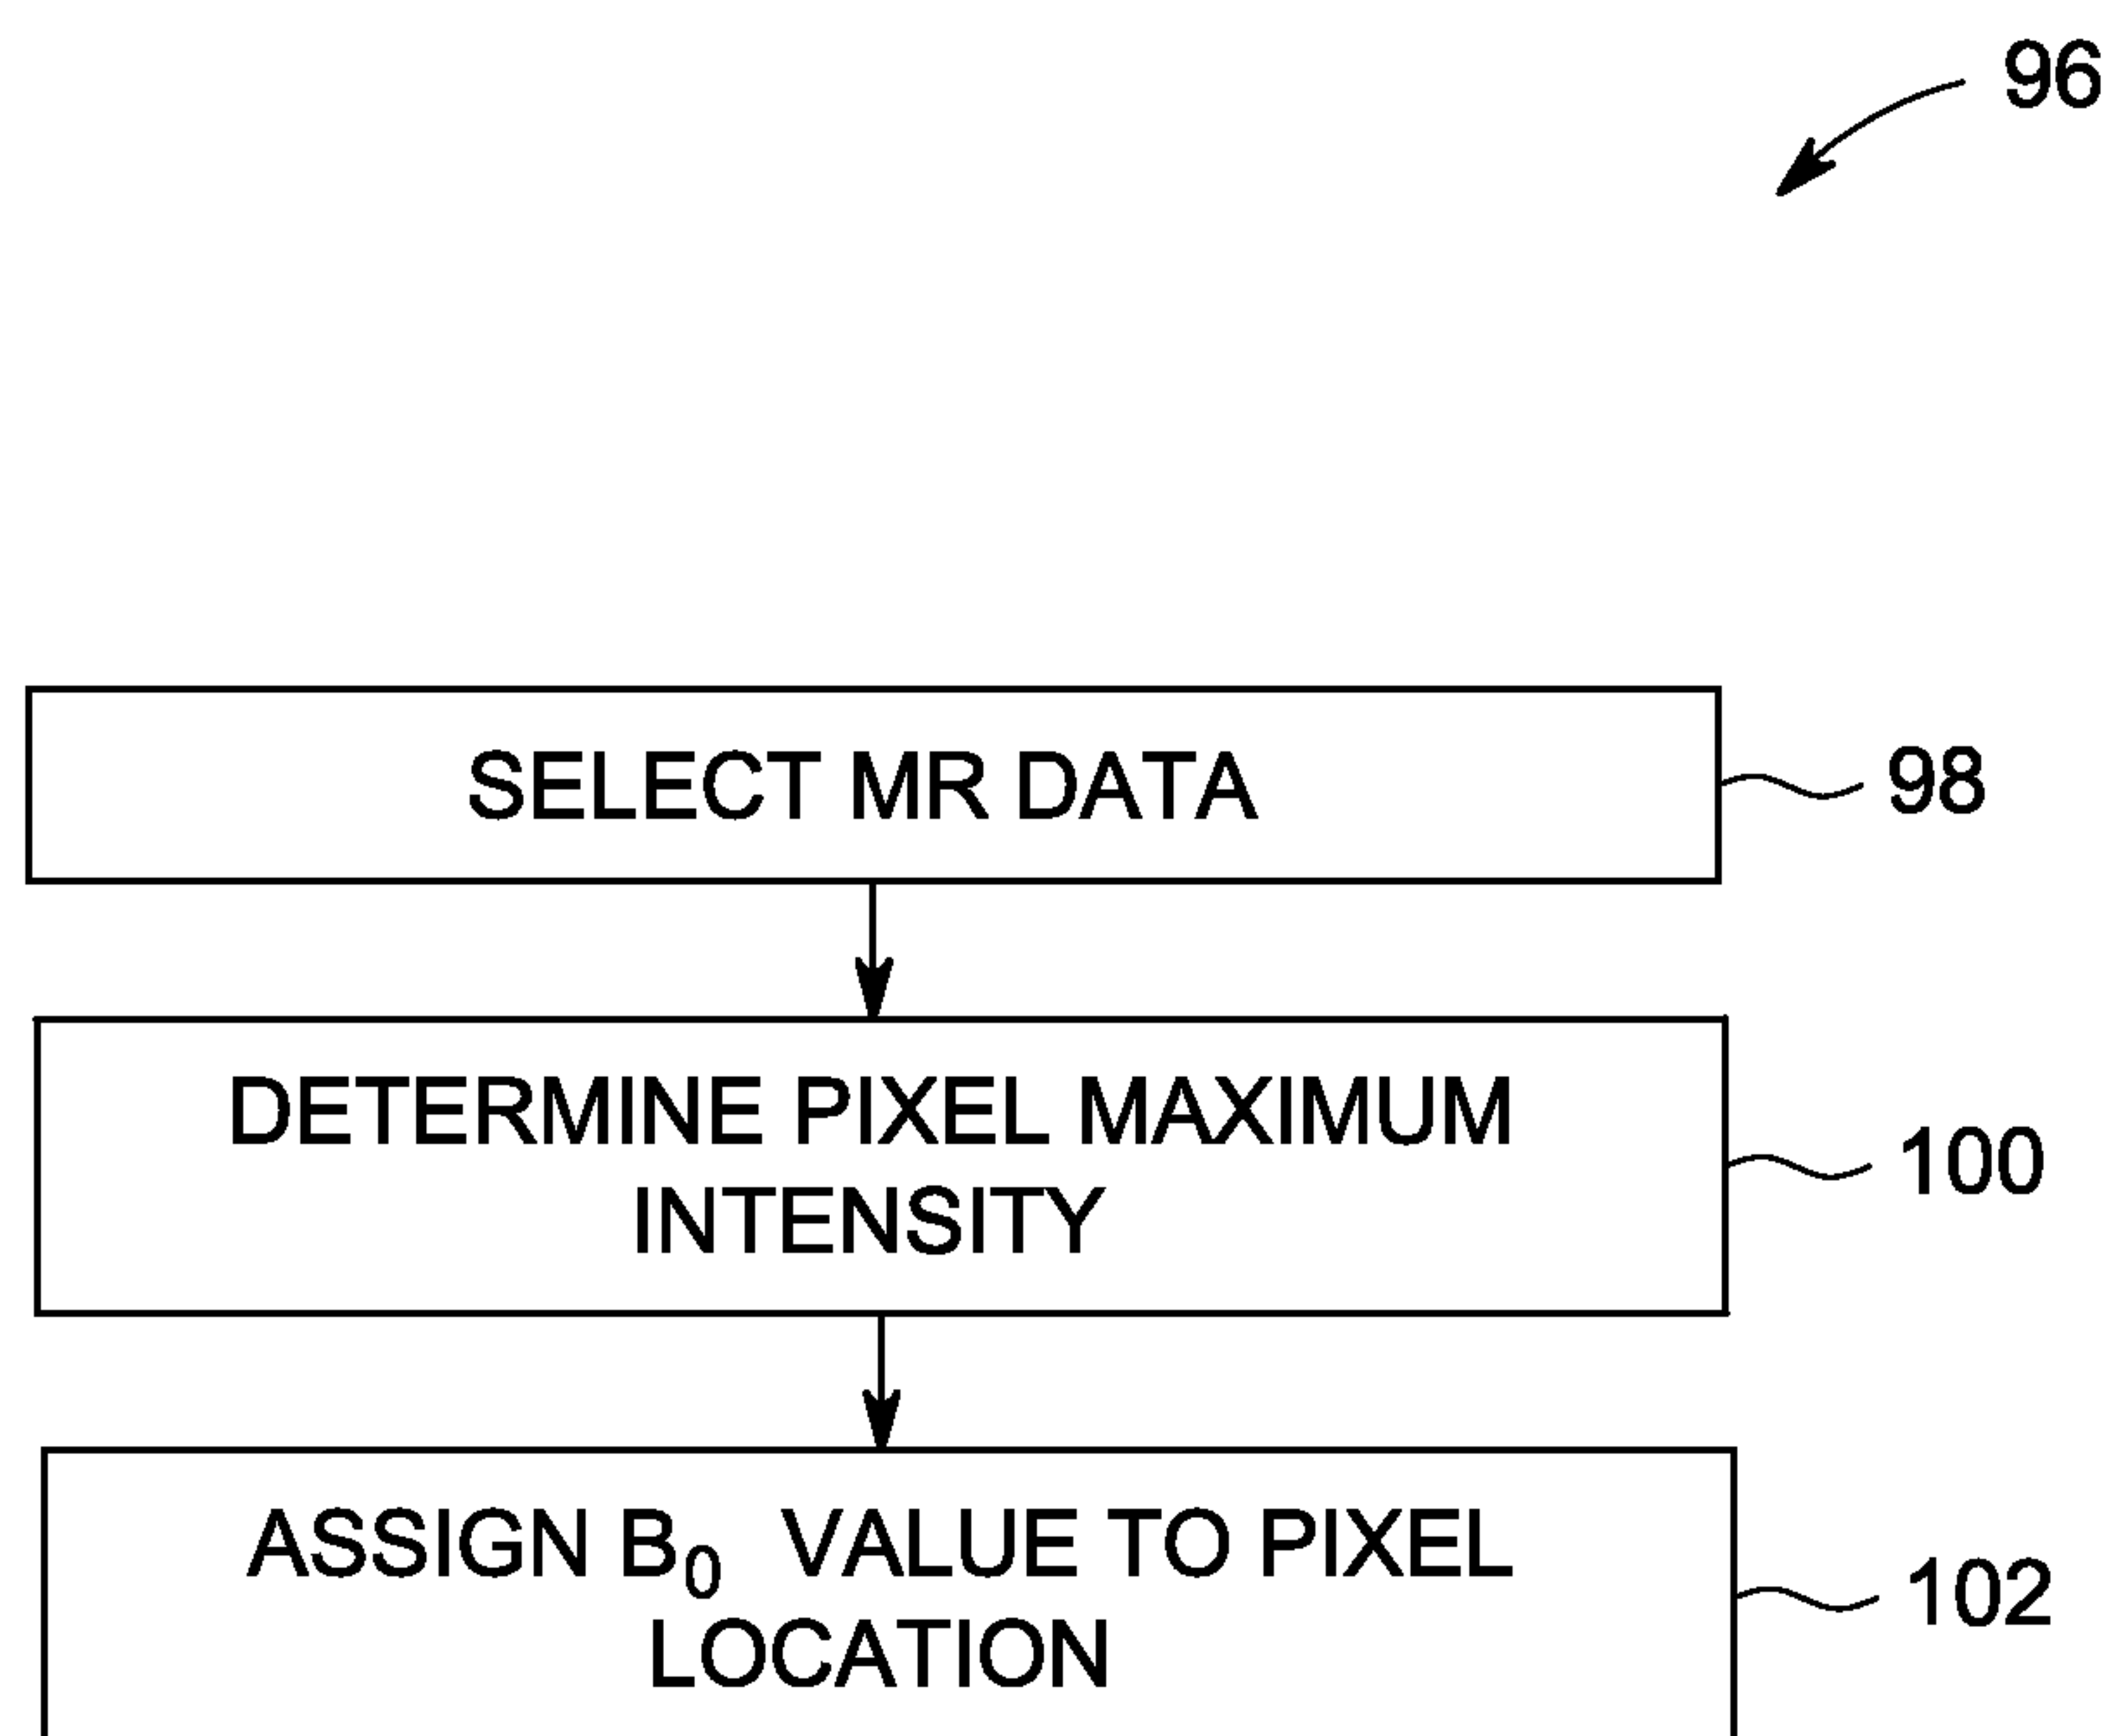 96
SELECT MR DATA
98
DETERMINE PIXEL MAXIMUM
INTENSITY
100
ASSIGN B₀ VALUE TO PIXEL
LOCATION
102